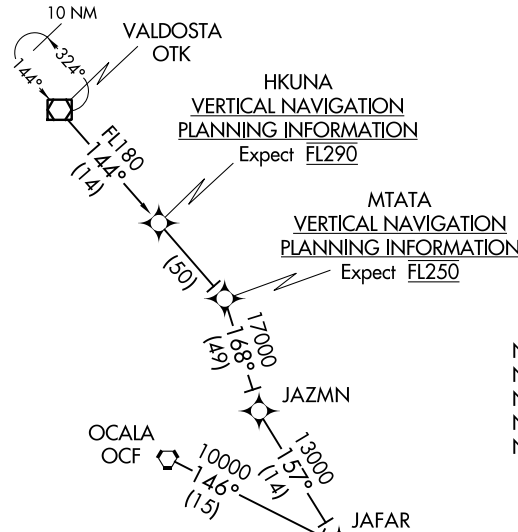 10 NM
VALDOSTA
OTK
324°
144°
HKUNA
VERTICAL NAVIGATION
PLANNING INFORMATION
Expect FL290
FL180
144°
(14)
MTATA
VERTICAL NAVIGATION
PLANNING INFORMATION
Expect FL250
(50)
17000
168°
(49)
JAZMN
OCALA
OCF
10000
146°
(15)
13000
157°
(14)
JAFAR
N
N
N
N
N